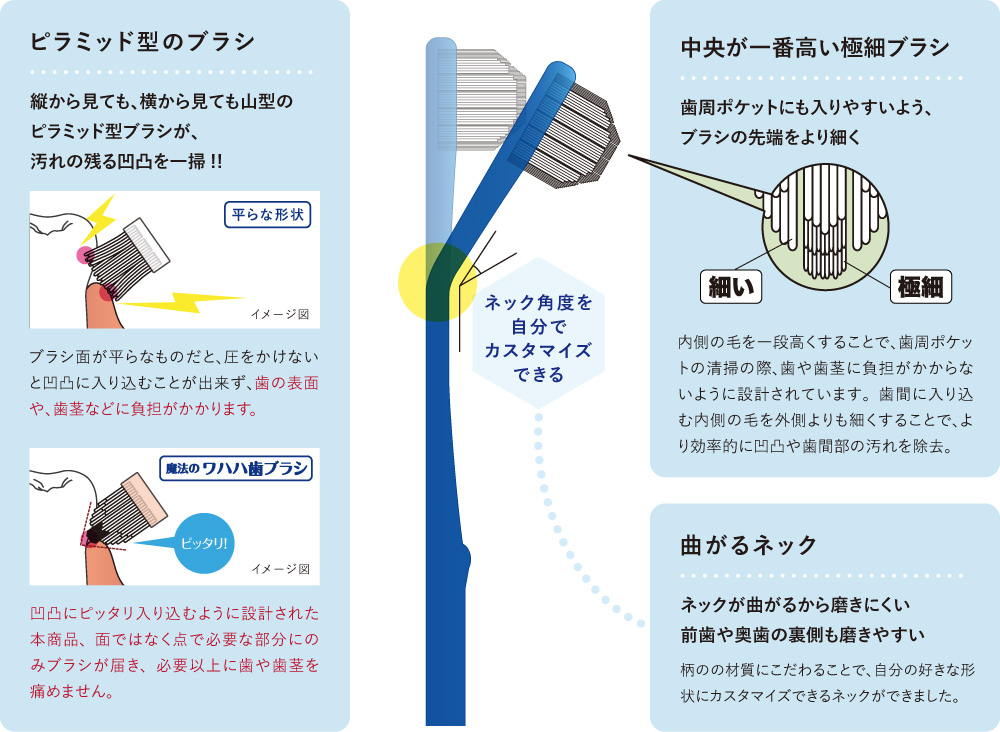 ピラミッド型のブラシ
縦から見ても、横から見ても山型の
ピラミッド型ブラシが、
汚れの残る凹凸を一掃!!
平らな形状
イメージ図
ブラシ面が平らなものだと、圧をかけない
と凹凸に入り込むことが出来ず、歯の表面
や、歯茎などに負担がかかります。
魔法のワハハ歯ブラシ
ピッタリ!
イメージ図
凹凸にピッタリ入り込むように設計された
本商品、面ではなく点で必要な部分にの
みブラシが届き、必要以上に歯や歯茎を
痛めません。
ネック角度を
自分で
カスタマイズ
できる
中央が一番高い極細ブラシ
歯周ポケットにも入りやすいよう、
ブラシの先端をより細く
細い
極細
内側の毛を一段高くすることで、歯周ポケッ
トの清掃の際、歯や歯茎に負担がかからな
いように設計されています。歯間に入り込
む内側の毛を外側よりも細くすることで、よ
り効率的に凹凸や歯間部の汚れを除去。
曲がるネック
ネックが曲がるから磨きにくい
前歯や奥歯の裏側も磨きやすい
柄のの材質にこだわることで、自分の好きな形
状にカスタマイズできるネックができました。